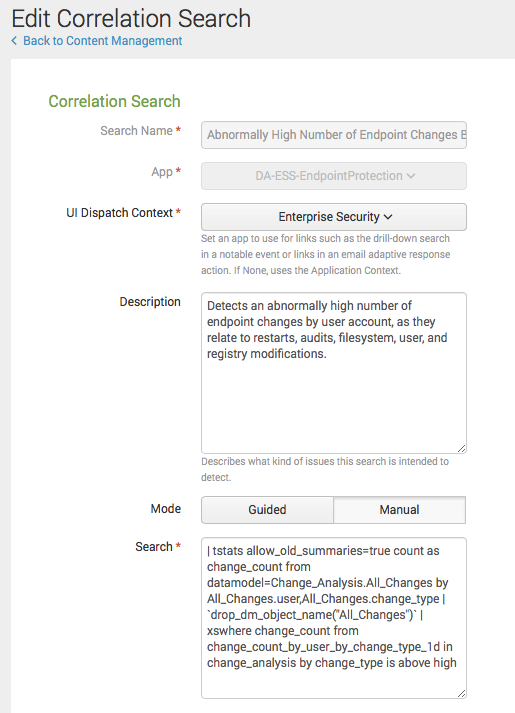 Edit Correlation Search
< Back to Content Management
Correlation Search
Search Name *
Abnormally High Number of Endpoint Changes
App *
DA-ESS-EndpointProtection
UI Dispatch Context *
Enterprise Security
Set an app to use for links such as the drill-down search
in a notable event or links in an email adaptive response
action. If None, uses the Application Context.
Description
Detects an abnormally high number of
endpoint changes by user account, as they
relate to restarts, audits, filesystem, user, and
registry modifications.
Describes what kind of issues this search is intended to
detect.
Mode
Guided
Manual
Search *
| tstats allow_old_summaries=true count as
change_count from
datamodel=Change_Analysis.All_Changes by
All_Changes.user,All_Changes.change_type |
`drop_dm_object_name("All_Changes")` |
xswhere change_count from
change_count_by_user_by_change_type_1d in
change_analysis by change_type is above high